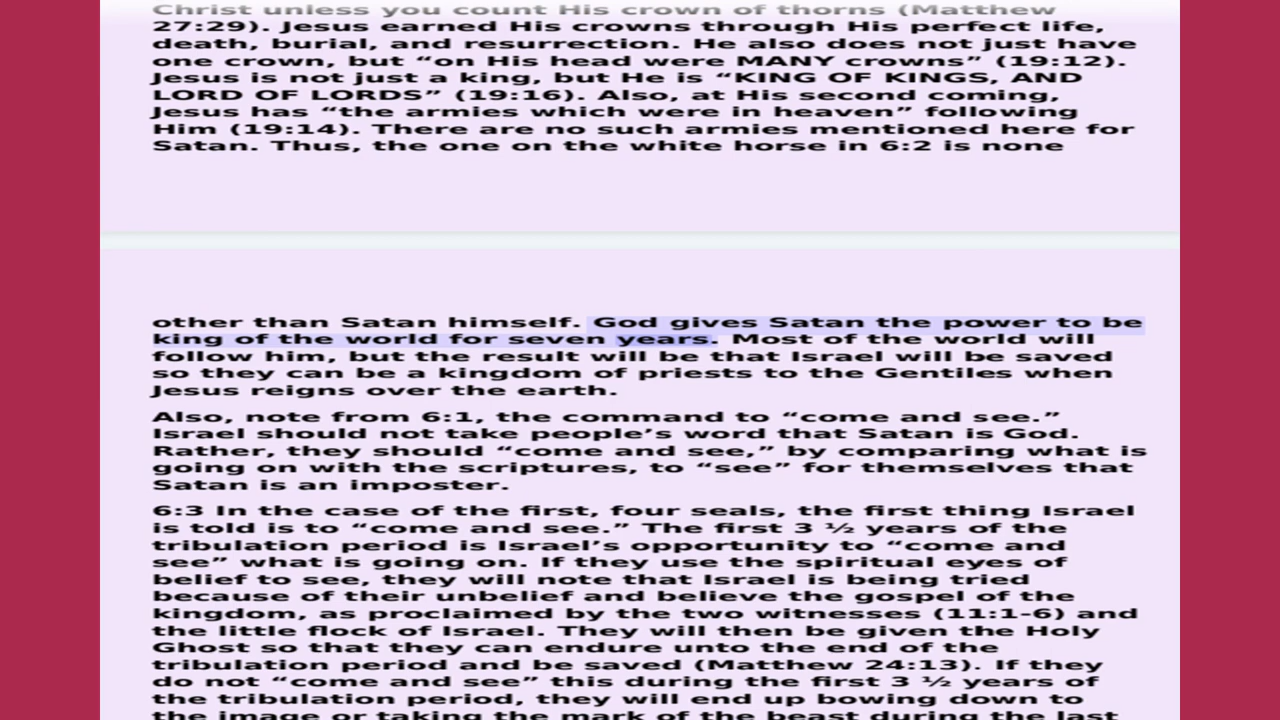 Christ unless you count His crown of thorns (Matthew
27:29). Jesus earned His crowns through His perfect life,
death, burial, and resurrection. He also does not just have
one crown, but “on His head were MANY crowns” (19:12).
Jesus is not just a king, but He is “KING OF KINGS, AND
LORD OF LORDS” (19:16). Also, at His second coming,
Jesus has “the armies which were in heaven” following
Him (19:14). There are no such armies mentioned here for
Satan. Thus, the one on the white horse in 6:2 is none
other than Satan himself. God gives Satan the power to be
king of the world for seven years. Most of the world will
follow him, but the result will be that Israel will be saved
so they can be a kingdom of priests to the Gentiles when
Jesus reigns over the earth.
Also, note from 6:1, the command to “come and see.”
Israel should not take people’s word that Satan is God.
Rather, they should “come and see,” by comparing what is
going on with the scriptures, to “see” for themselves that
Satan is an imposter.
6:3 In the case of the first, four seals, the first thing Israel
is told is to “come and see.” The first 3 ½ years of the
tribulation period is Israel’s opportunity to “come and
see” what is going on. If they use the spiritual eyes of
belief to see, they will note that Israel is being tried
because of their unbelief and believe the gospel of the
kingdom, as proclaimed by the two witnesses (11:1-6) and
the little flock of Israel. They will then be given the Holy
Ghost so that they can endure unto the end of the
tribulation period and be saved (Matthew 24:13). If they
do not “come and see” this during the first 3 ½ years of
the tribulation period, they will end up bowing down to
the image or taking the mark of the beast during the last